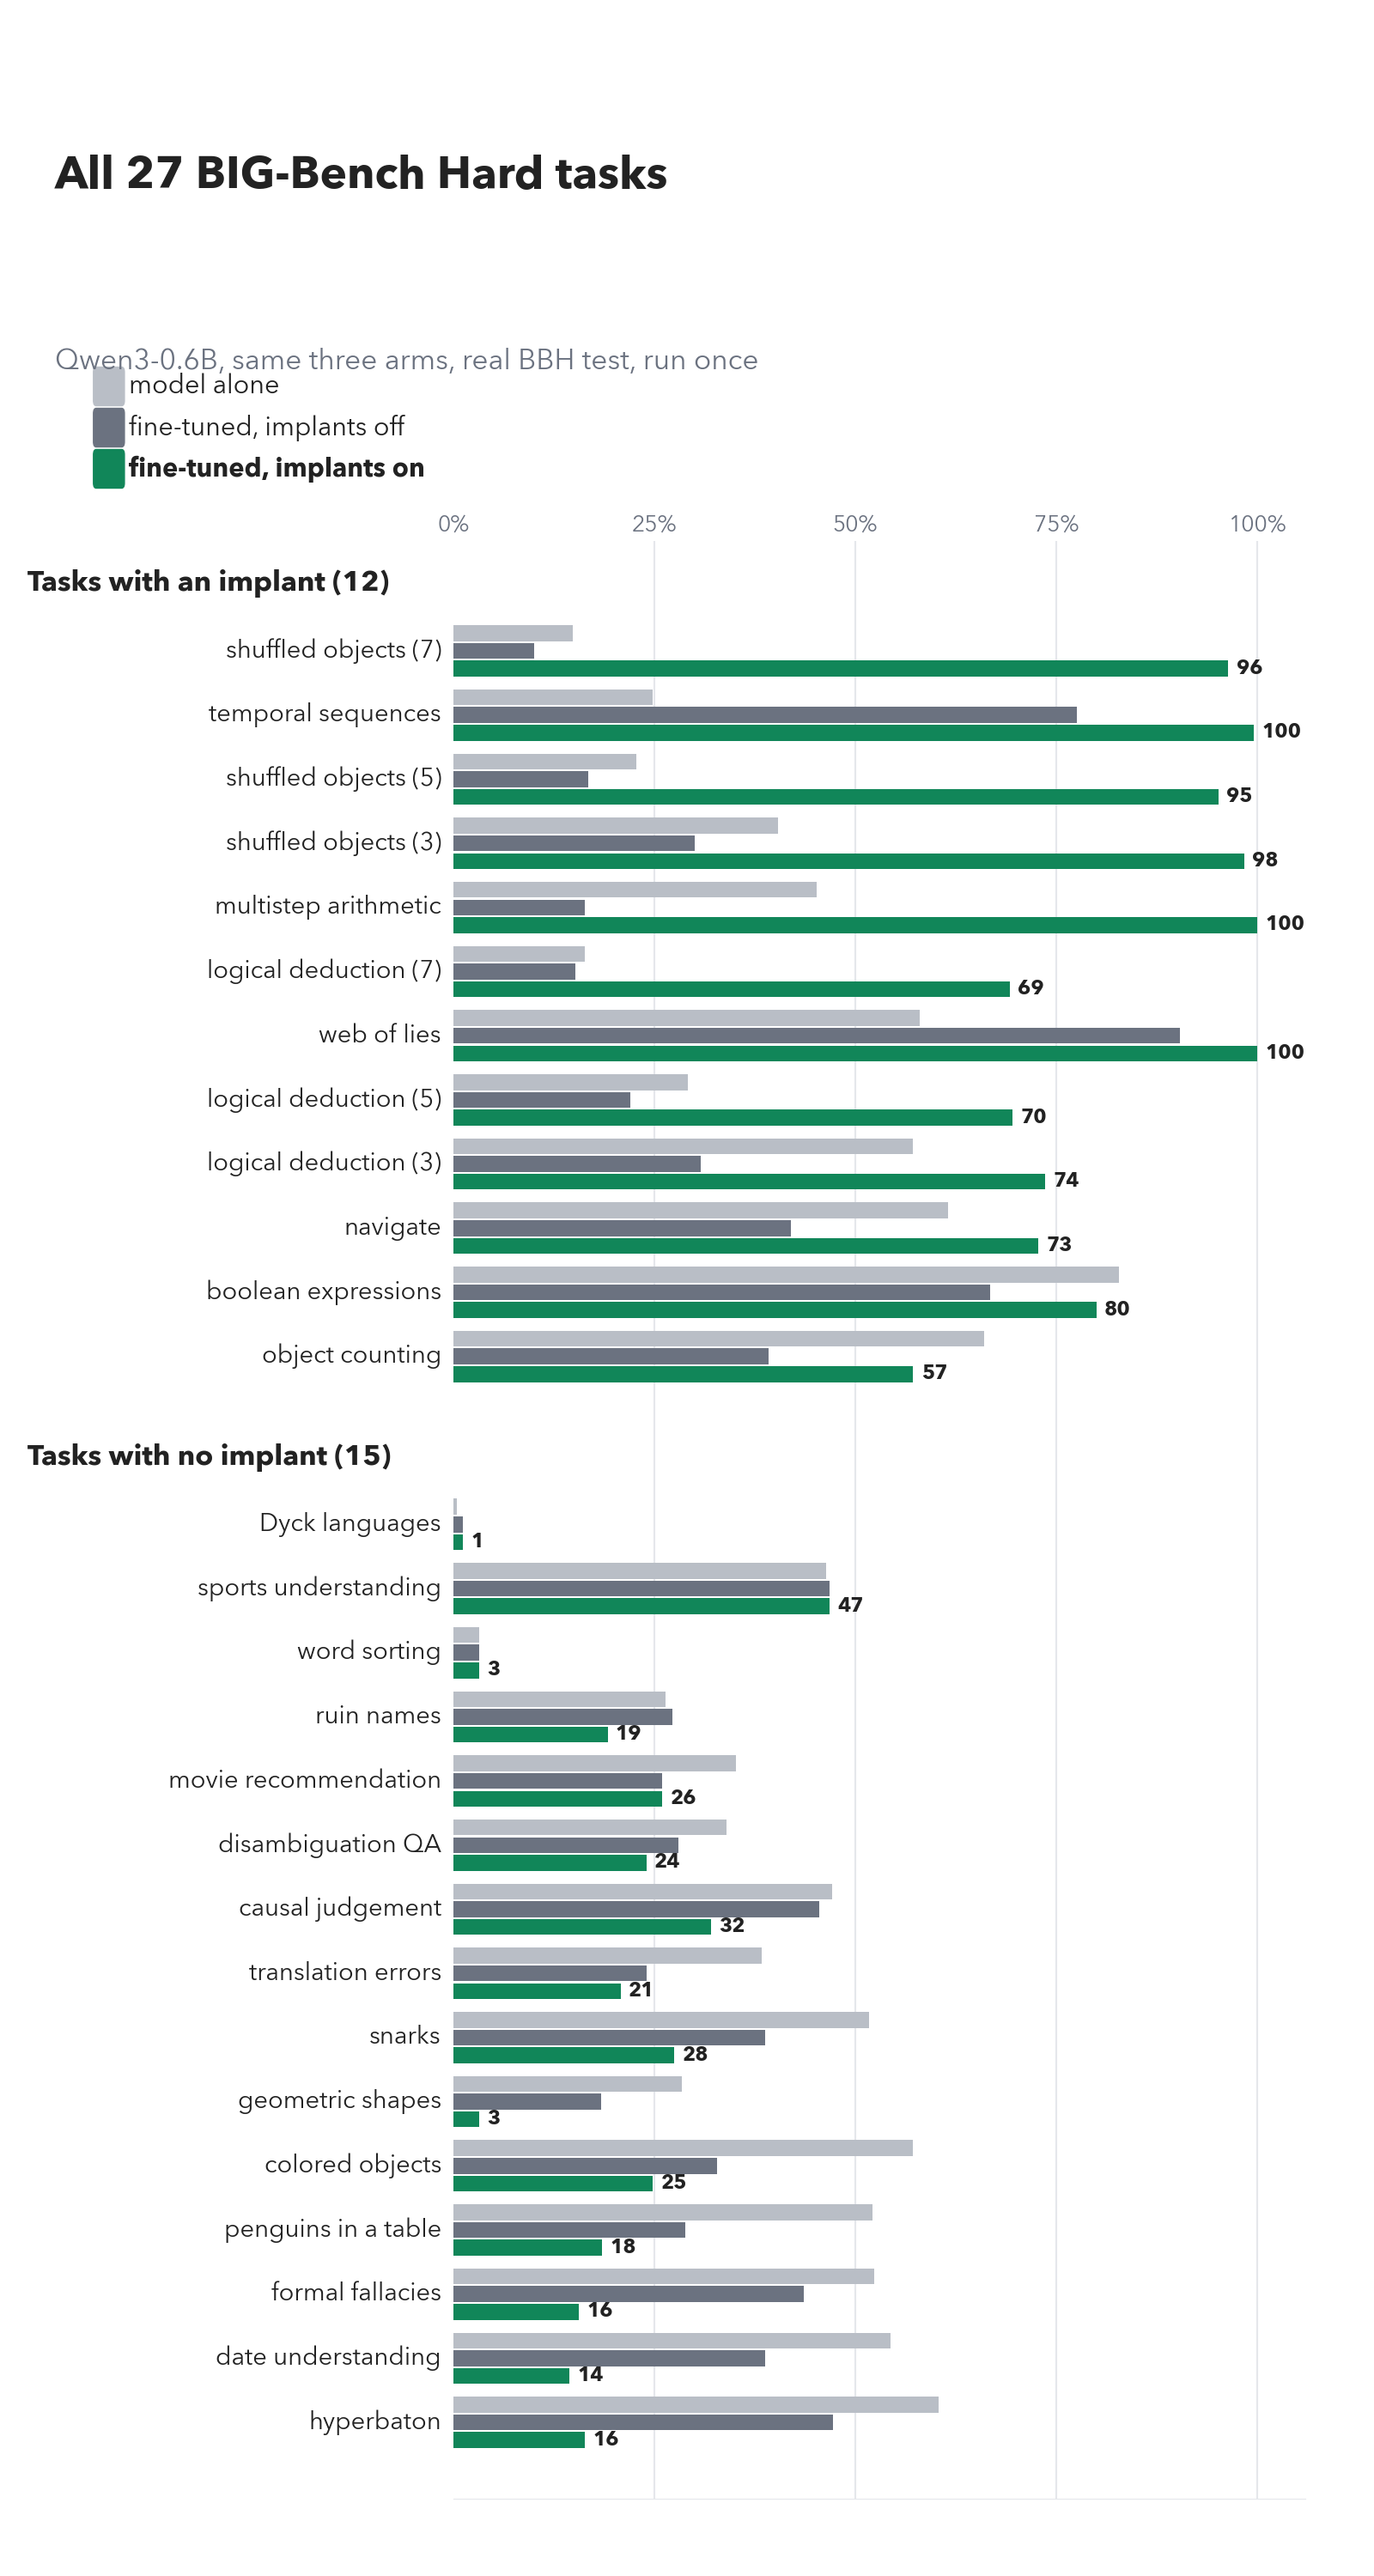 All 27 BIG-Bench Hard tasks
Qwen3-0.6B, same three arms, real BBH test, run once
model alone
fine-tuned, implants off
fine-tuned, implants on
0% 25% 50% 75% 100%
Tasks with an implant (12)
shuffled objects (7) 96
temporal sequences 100
shuffled objects (5) 95
shuffled objects (3) 98
multistep arithmetic 100
logical deduction (7) 69
web of lies 100
logical deduction (5) 70
logical deduction (3) 74
navigate 73
boolean expressions 80
object counting 57
Tasks with no implant (15)
Dyck languages 1
sports understanding 47
word sorting 3
ruin names 19
movie recommendation 26
disambiguation QA 24
causal judgement 32
translation errors 21
snarks 28
geometric shapes 3
colored objects 25
penguins in a table 18
formal fallacies 16
date understanding 14
hyperbaton 16